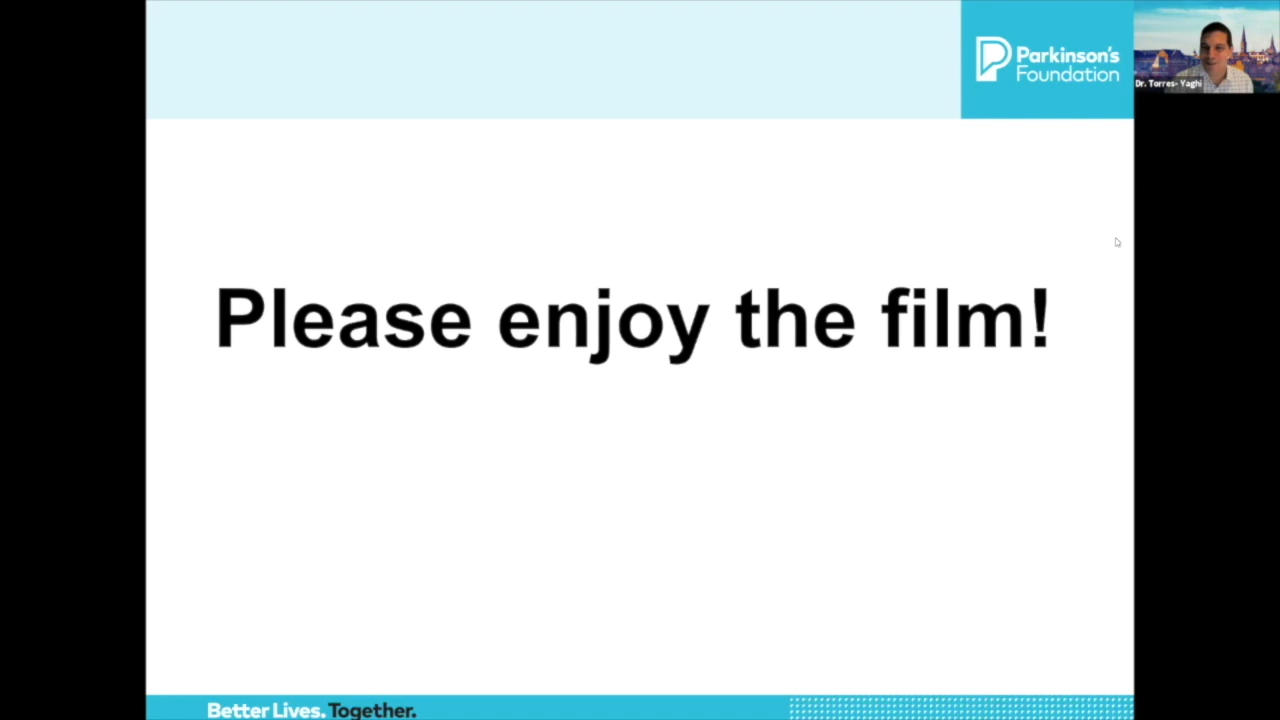 Parkinson's
Foundation
Dr. Torres- Yaghi
Please enjoy the film!
Better Lives. Together.